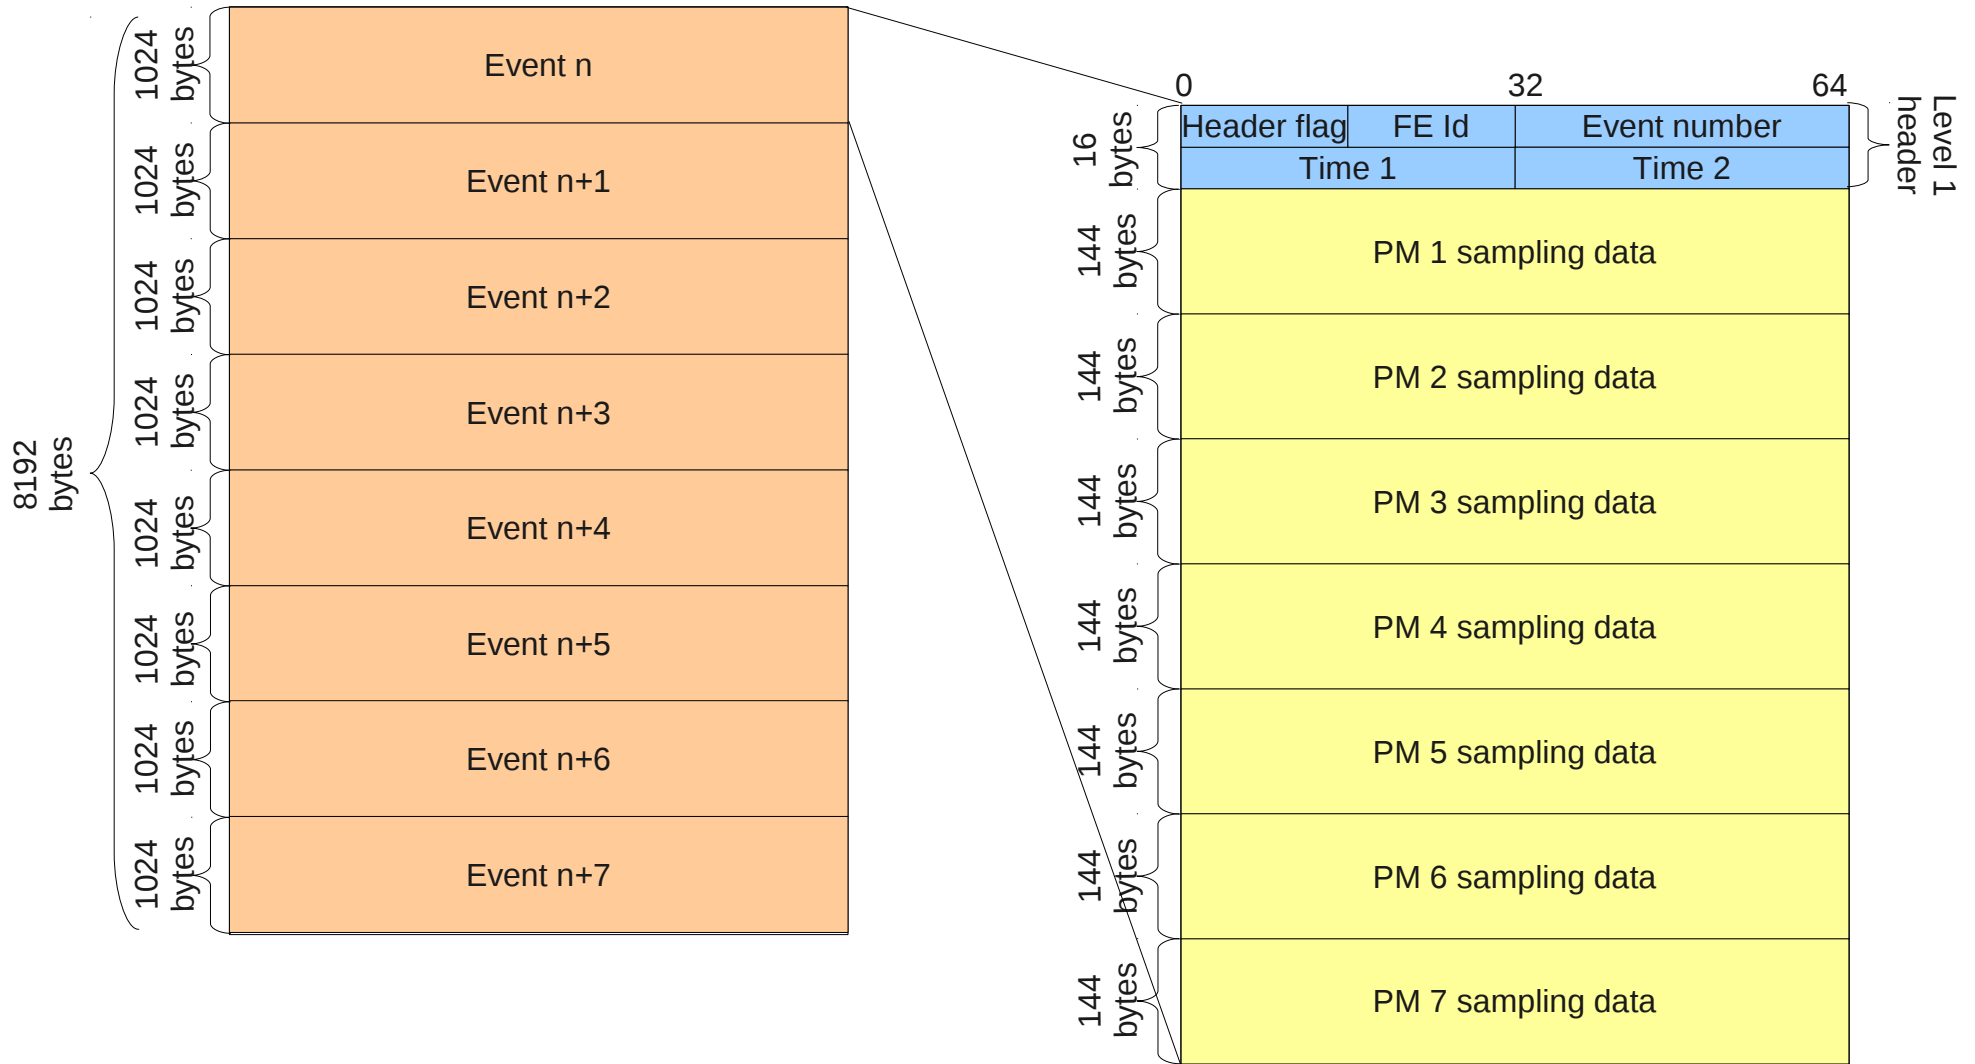 8192
bytes
1024
bytes
Event n
1024
bytes
Event n+1
1024
bytes
Event n+2
1024
bytes
Event n+3
1024
bytes
Event n+4
1024
bytes
Event n+5
1024
bytes
Event n+6
1024
bytes
Event n+7
0 32 64
16
bytes
Header flag FE Id Event number
Time 1 Time 2
Level 1
header
144
bytes
PM 1 sampling data
144
bytes
PM 2 sampling data
144
bytes
PM 3 sampling data
144
bytes
PM 4 sampling data
144
bytes
PM 5 sampling data
144
bytes
PM 6 sampling data
144
bytes
PM 7 sampling data